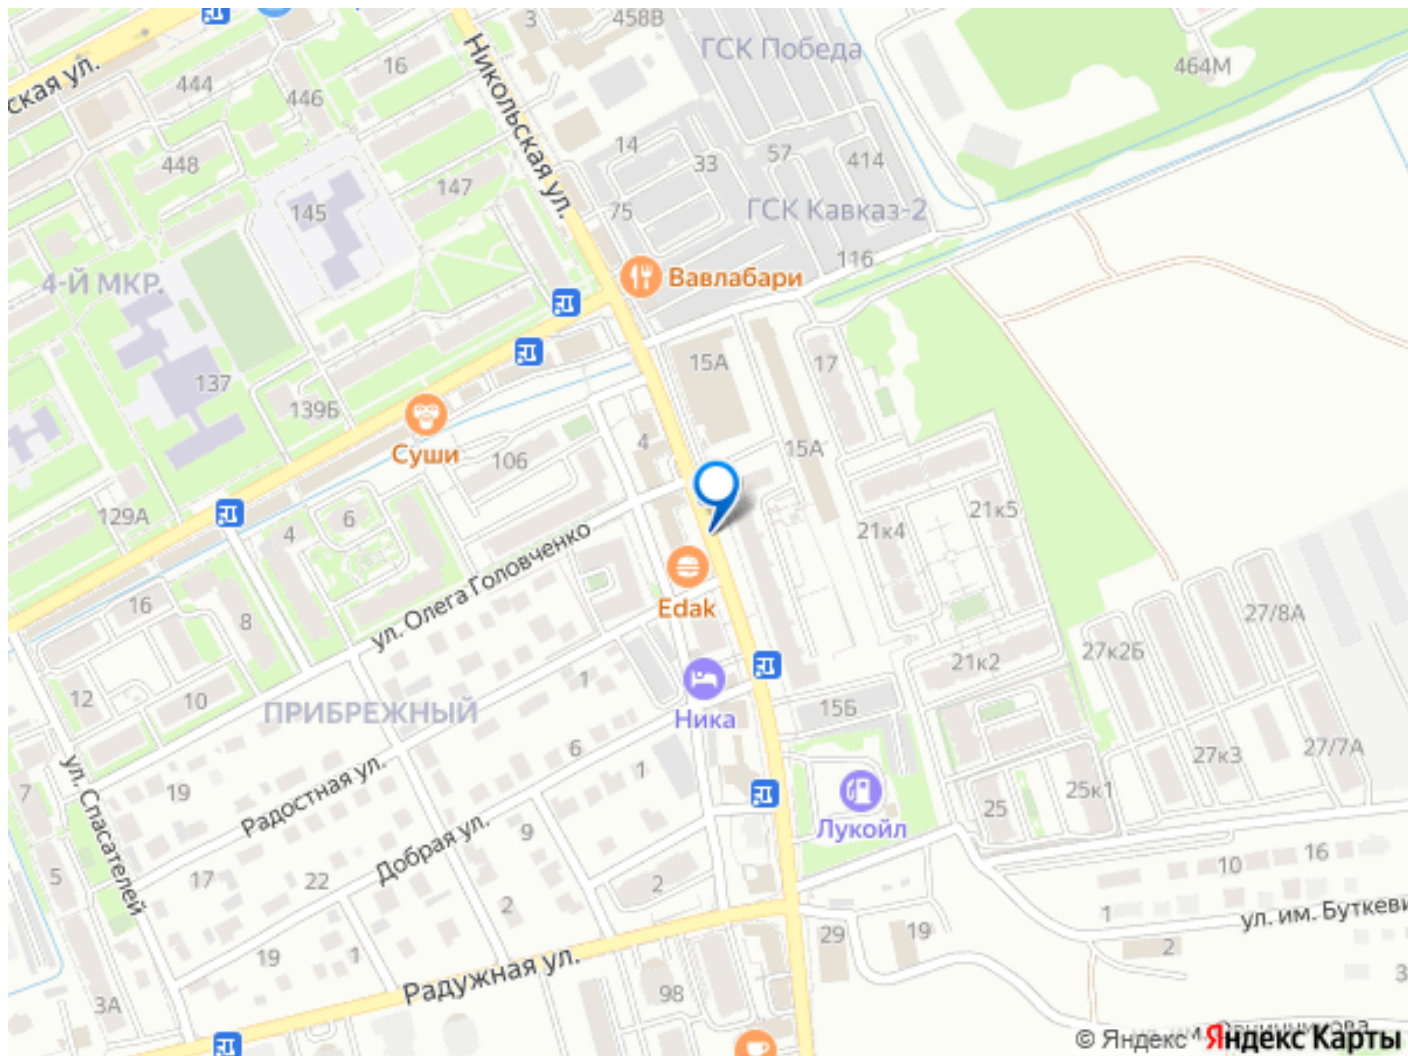 3
458В
ГСК Победа
464М
ская ул.
444
16
446
Никольская ул.
448
147
14
33
57
414
145
75
ГСК Кавказ-2
4-Й МКР.
116
Вавлабари
137
139Б
15А
17
Суши
106
4
15А
129А
4
6
21к4
21к5
ул. Олега Головченко
Edak
16
8
27/8А
27к2Б
21к2
12
10
ПРИБРЕЖНЫЙ
1
Ника
15Б
6
27к3
27/7А
7
ул. Спасателей
19
Радостная ул.
1
25
25к1
Лукойл
Добрая ул.
9
5
17
22
2
2
10
16
1
ул. им. Буткеви
19
1
29
19
2
3
3А
Радужная ул.
98
© Яндекс Яндекс Карты